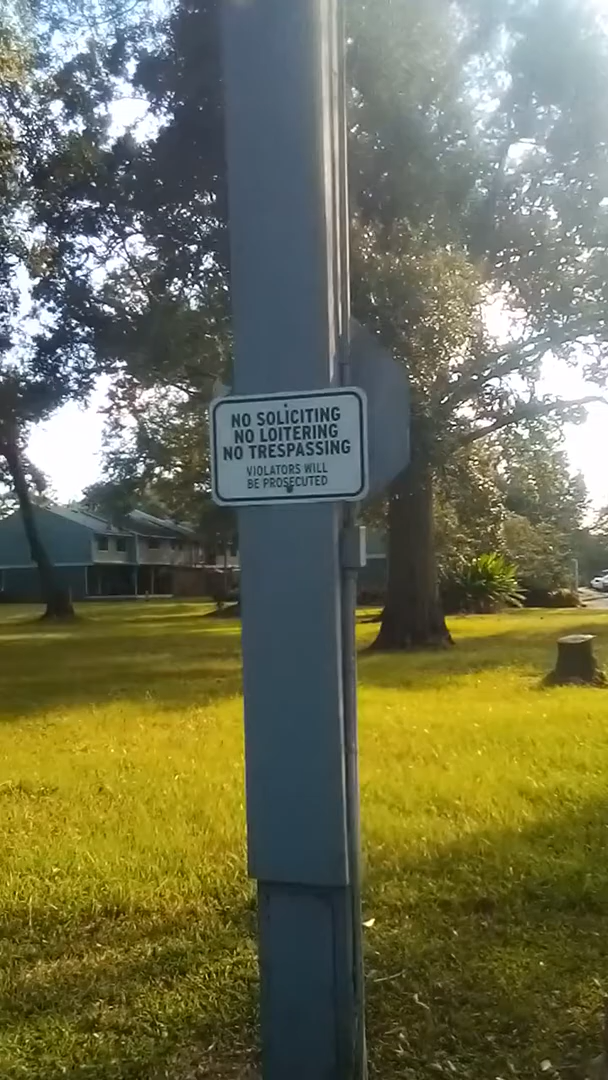 NO SOLICITING
NO LOITERING
NO TRESPASSING
VIOLATORS WILL
BE PROSECUTED